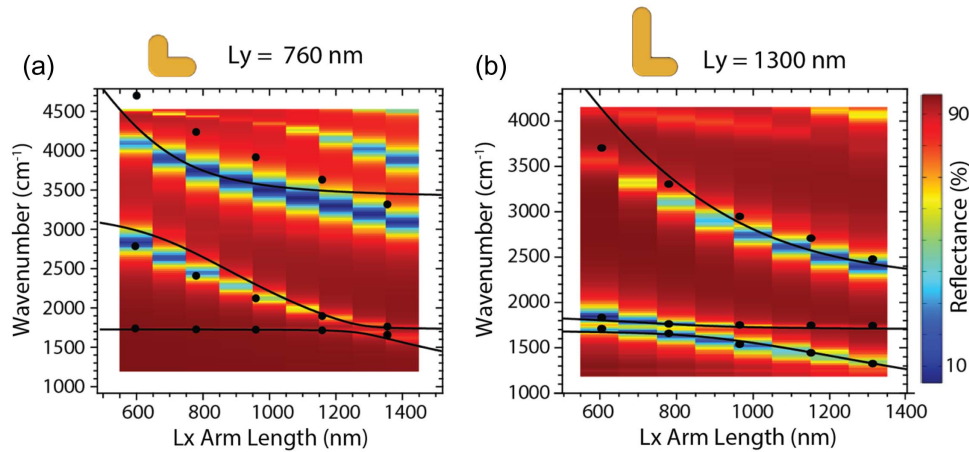 (a)
Ly = 760 nm
4500
4000
3500
3000
2500
2000
1500
1000
Wavenumber (cm⁻¹)
600 800 1000 1200 1400
Lx Arm Length (nm)
(b)
Ly = 1300 nm
4000
3500
3000
2500
2000
1500
1000
Wavenumber (cm⁻¹)
600 800 1000 1200 1400
Lx Arm Length (nm)
90
10
Reflectance (%)